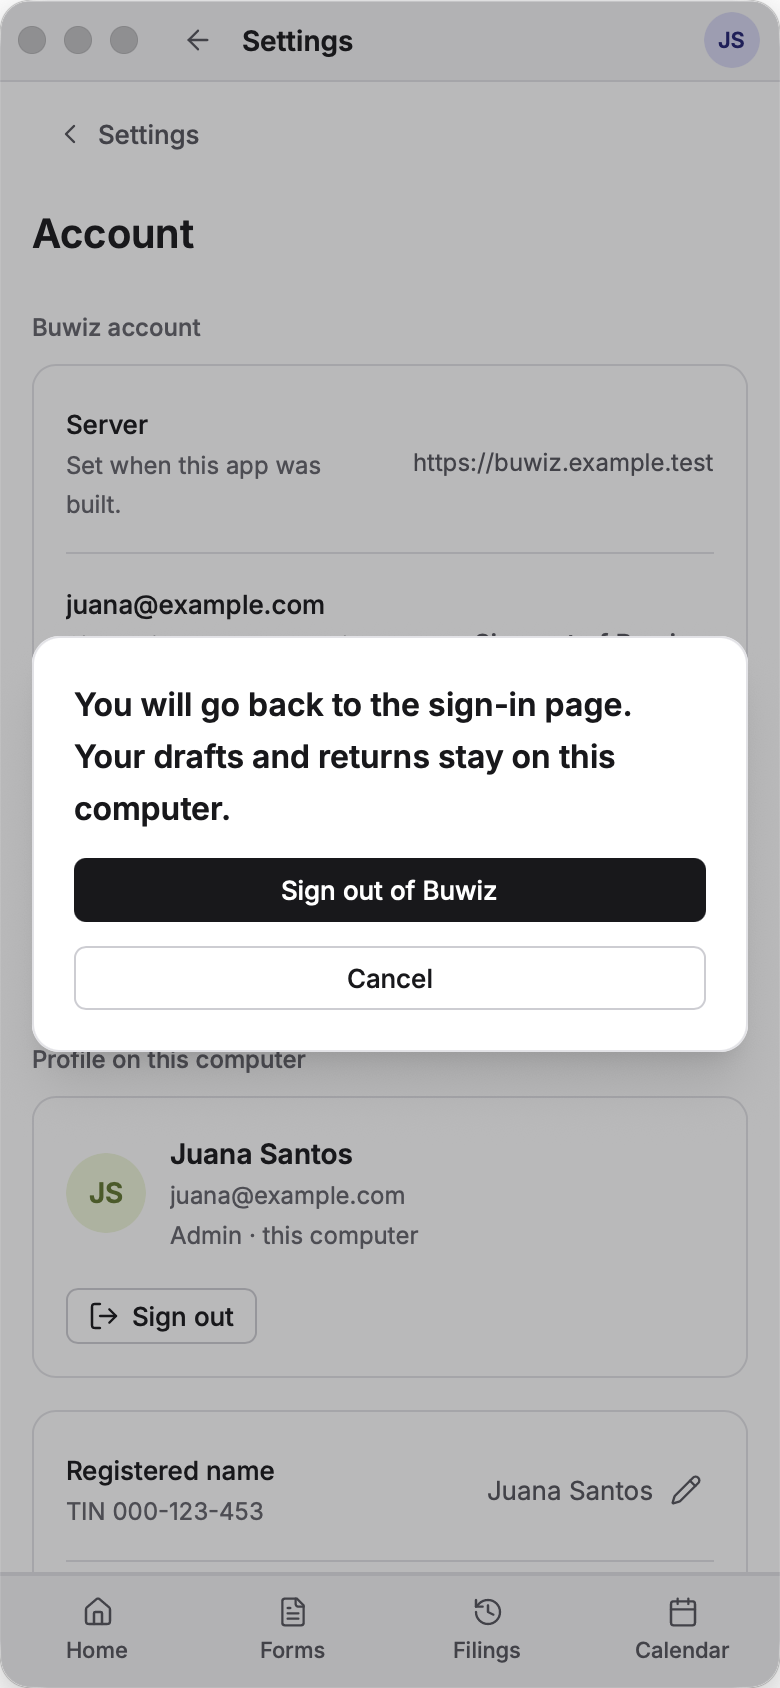 Settings
JS
Settings
Account
Buwiz account
Server
Set when this app was
built.
https://buwiz.example.test
juana@example.com
You will go back to the sign-in page.
Your drafts and returns stay on this
computer.
Sign out of Buwiz
Cancel
Profile on this computer
JS
Juana Santos
juana@example.com
Admin · this computer
Sign out
Registered name
TIN 000-123-453
Juana Santos
Home
Forms
Filings
Calendar